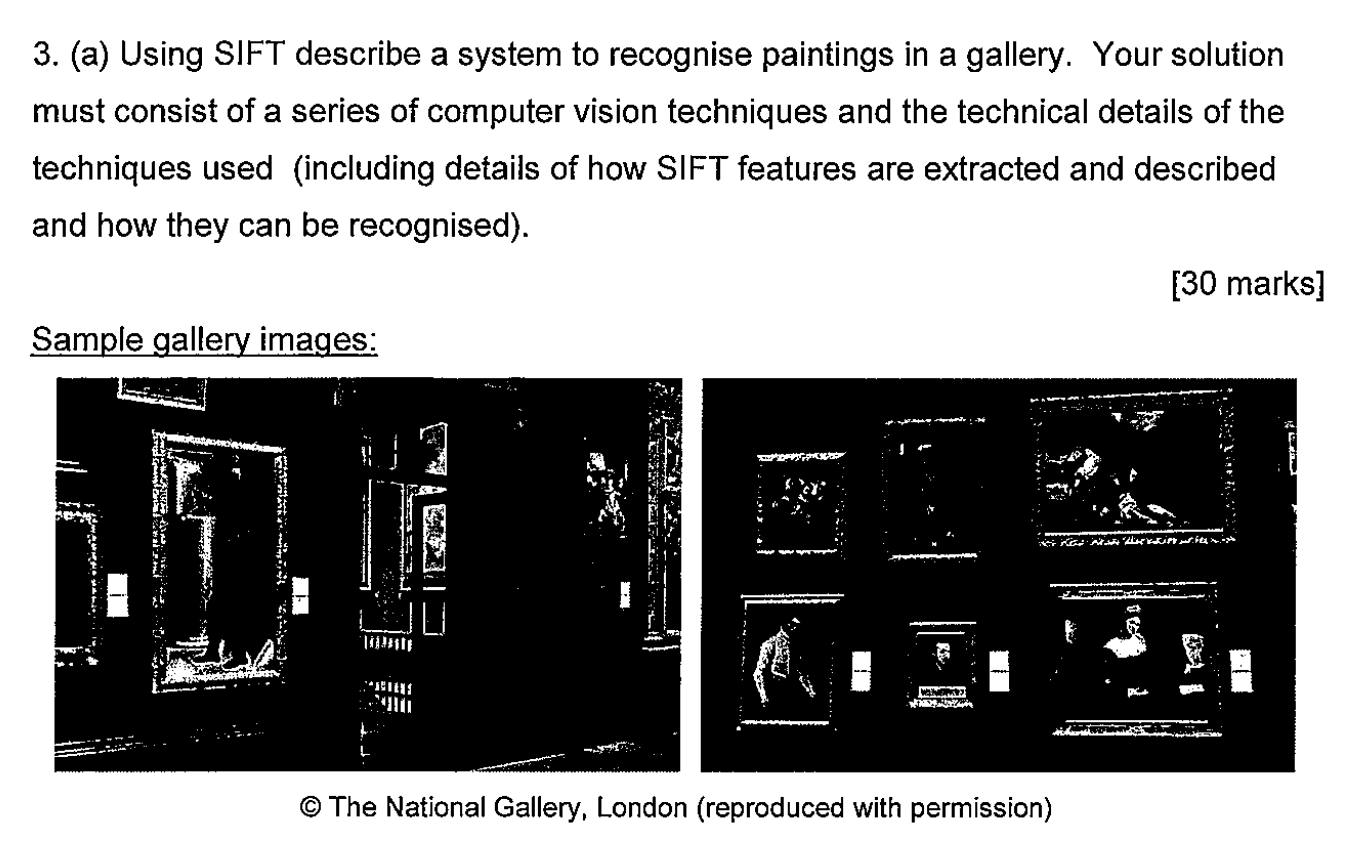 3. (a) Using SIFT describe a system to recognise paintings in a gallery.  Your solution
must consist of a series of computer vision techniques and the technical details of the
techniques used  (including details of how SIFT features are extracted and described
and how they can be recognised).
[30 marks]
Sample gallery images:
© The National Gallery, London (reproduced with permission)